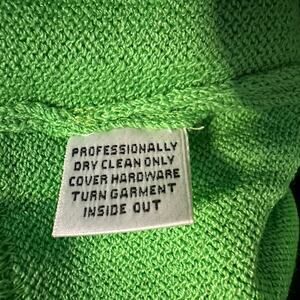 PROFESSIONALLY
DRY CLEAN ONLY
COVER HARDWARE
TURN GARMENT
INSIDE OUT